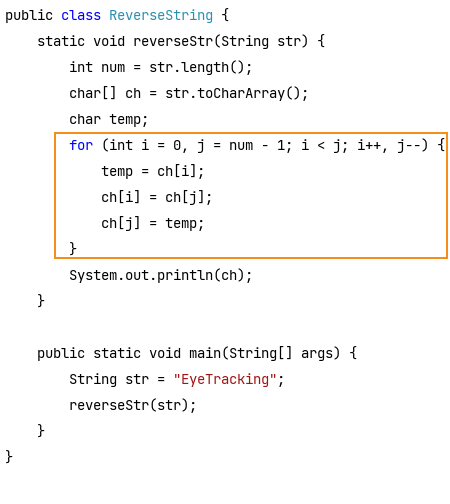 public class ReverseString {
    static void reverseStr(String str) {
        int num = str.length();
        char[] ch = str.toCharArray();
        char temp;
        for (int i = 0, j = num - 1; i < j; i++, j--) {
            temp = ch[i];
            ch[i] = ch[j];
            ch[j] = temp;
        }
        System.out.println(ch);
    }

    public static void main(String[] args) {
        String str = "EyeTracking";
        reverseStr(str);
    }
}